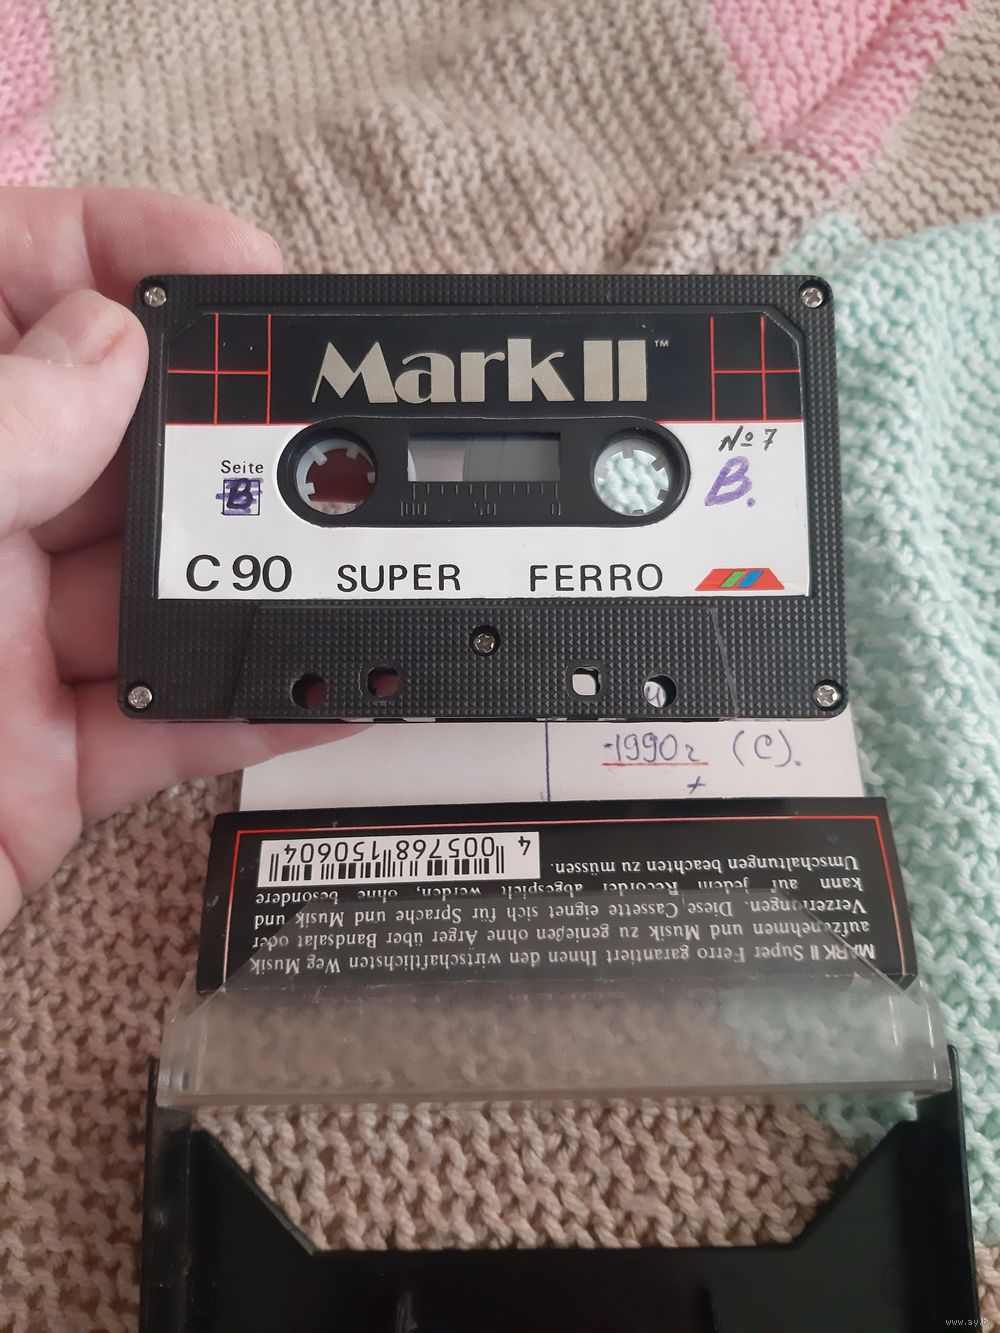 Mark II™
Seite
B
№ 7
B.
100 50 0
C 90 SUPER FERRO
-1990г (C).
+
MARK II Super Ferro garantiert Ihnen den wirtschaftlichsten Weg Musik
aufzunehmen und Musik zu genießen ohne Ärger über Bandsalat oder
Verzerrungen. Diese Cassette eignet sich für Sprache und Musik und
kann auf jedem Recorder abgespielt werden, ohne besondere
Umschaltungen beachten zu müssen.
4 005768 150604